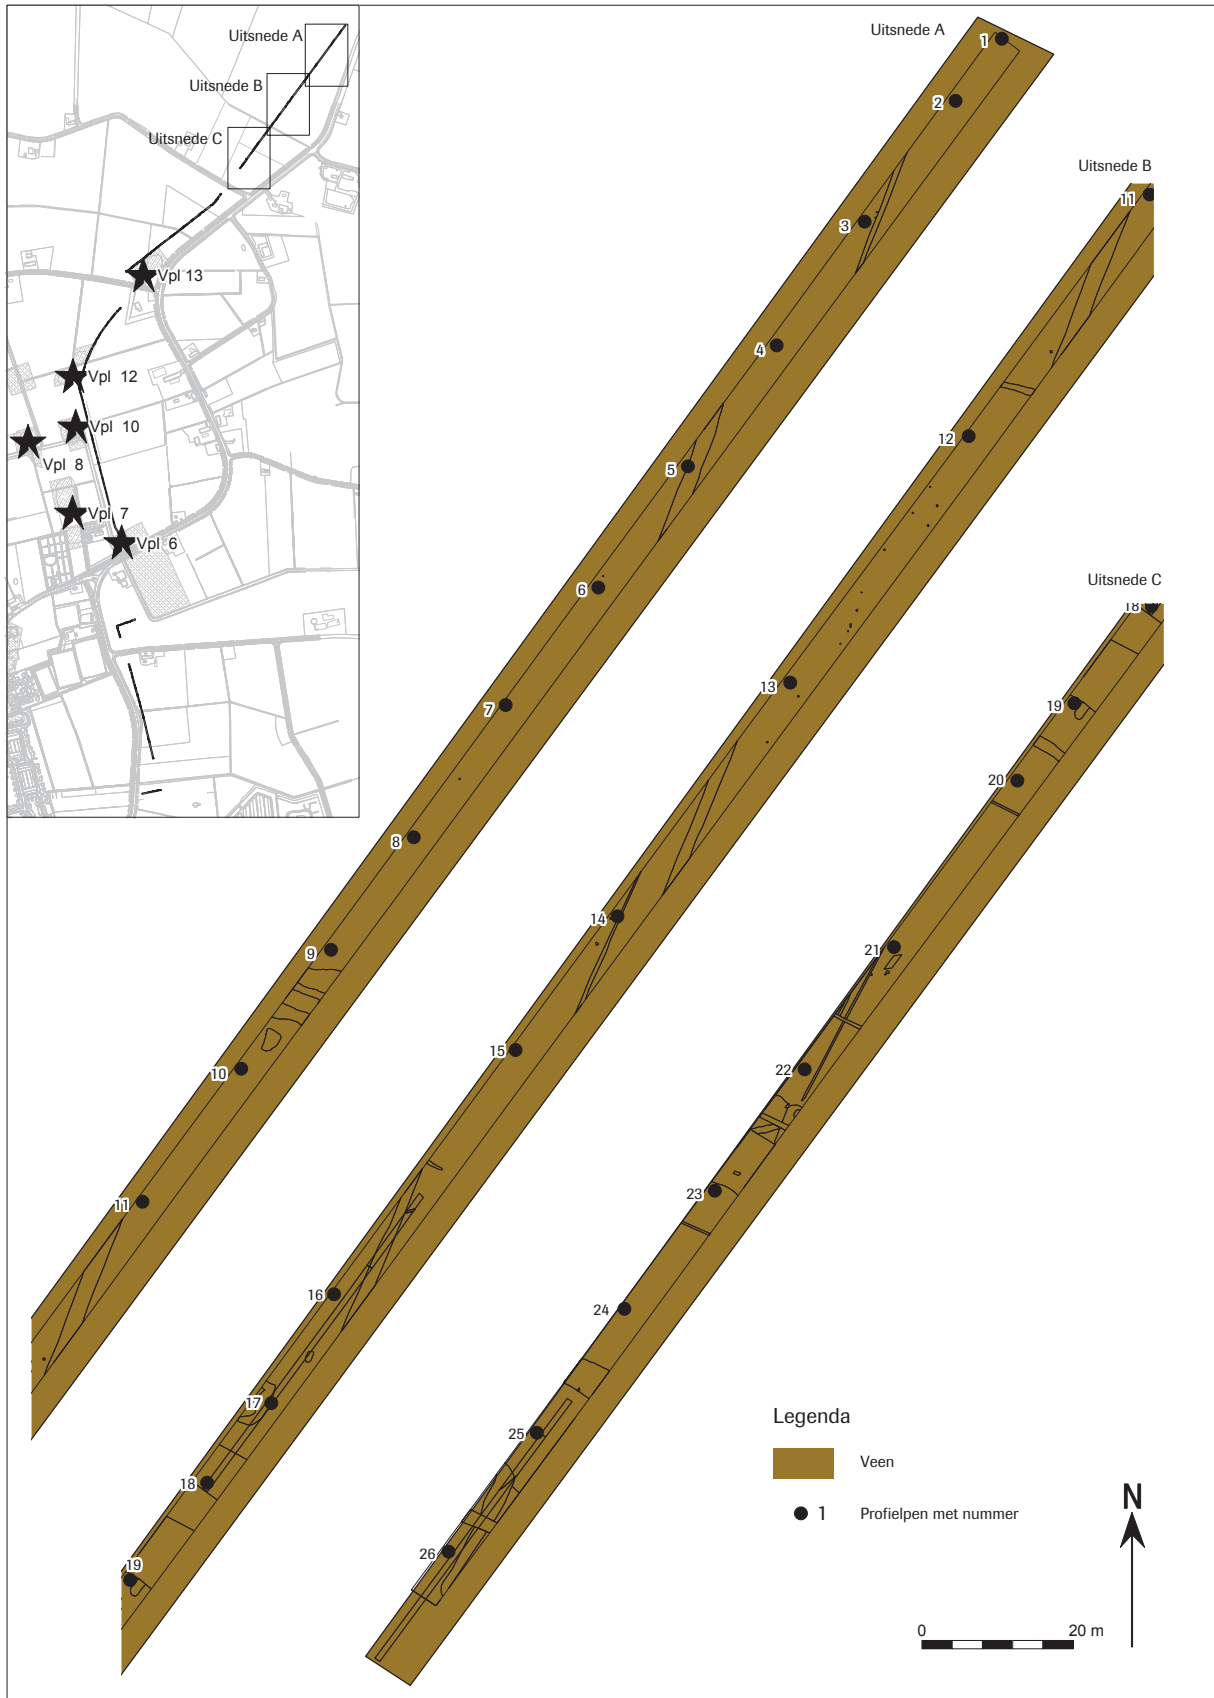 Uitsnede A
Uitsnede B
Uitsnede C
Vpl 13
Vpl 12
Vpl 10
Vpl 8
Vpl 7
Vpl 6
Uitsnede A
1
2
3
4
5
6
7
8
9
10
11
Uitsnede B
11
12
13
14
15
16
17
18
19
Uitsnede C
18
19
20
21
22
23
24
25
26
Legenda
Veen
1 Profielpen met nummer
N
0 20 m